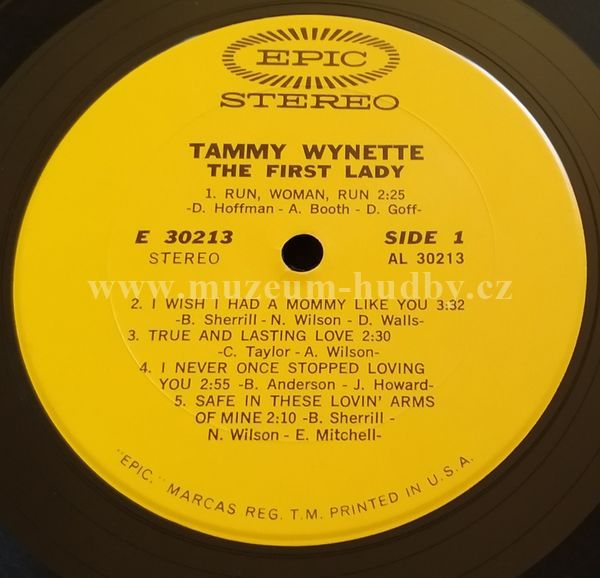 EPIC
STEREO
TAMMY WYNETTE
THE FIRST LADY
1. RUN, WOMAN, RUN 2:25
-D. Hoffman - A. Booth - D. Goff-
E 30213 SIDE 1
STEREO AL 30213
www.muzeum-hudby.cz
2. I WISH I HAD A MOMMY LIKE YOU 3:32
-B. Sherrill - N. Wilson - D. Walls-
3. TRUE AND LASTING LOVE 2:30
-C. Taylor - A. Wilson-
4. I NEVER ONCE STOPPED LOVING
YOU 2:55 -B. Anderson - J. Howard-
5. SAFE IN THESE LOVIN' ARMS
OF MINE 2:10 -B. Sherrill -
N. Wilson - E. Mitchell-
"EPIC," MARCAS REG. T.M. PRINTED IN U.S.A.